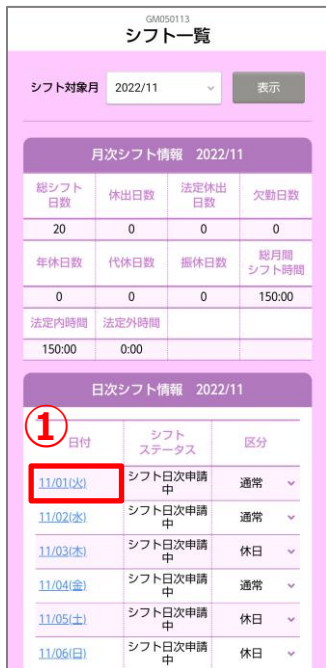 GM050113
シフト一覧
シフト対象月 2022/11 表示
月次シフト情報 2022/11
総シフト
日数
休出日数
法定休出
日数
欠勤日数
20 0 0 0
年休日数 代休日数 振休日数
総月間
シフト時間
0 0 0 150:00
法定内時間 法定外時間
150:00 0:00
日次シフト情報 2022/11
①
日付
シフト
ステータス
区分
11/01(火)
シフト日次申請
中
通常
11/02(水)
シフト日次申請
中
通常
11/03(木)
シフト日次申請
中
休日
11/04(金)
シフト日次申請
中
通常
11/05(土)
シフト日次申請
中
休日
11/06(日)
シフト日次申請
中
休日